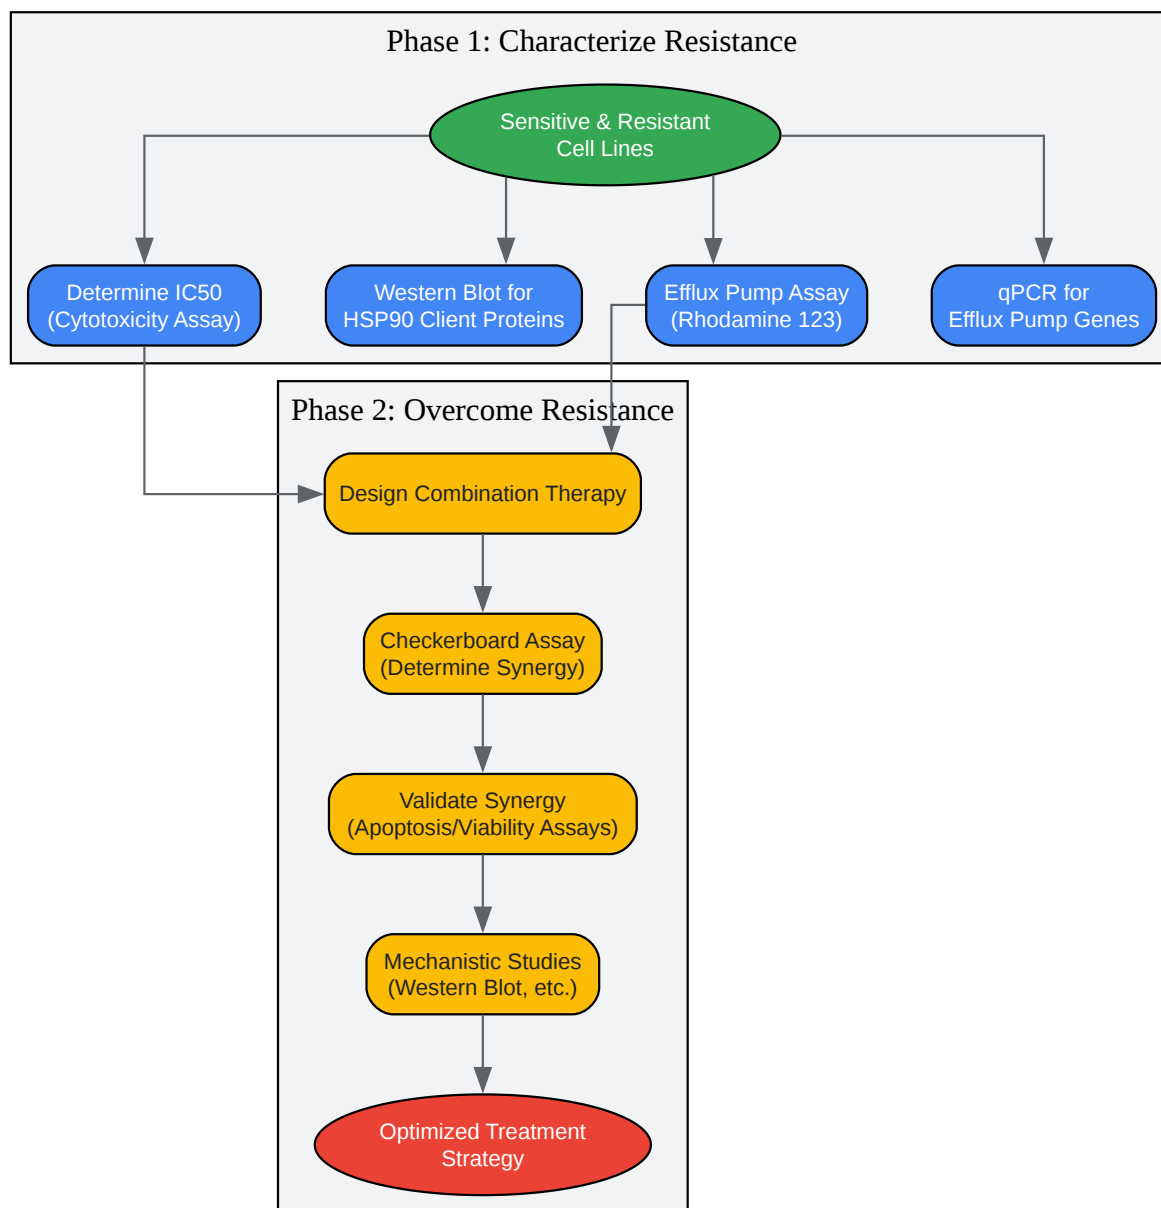 Phase 1: Characterize Resistance
Sensitive & Resistant
Cell Lines
Determine IC50
(Cytotoxicity Assay)
Western Blot for
HSP90 Client Proteins
Efflux Pump Assay
(Rhodamine 123)
qPCR for
Efflux Pump Genes
Phase 2: Overcome Resistance
Design Combination Therapy
Checkerboard Assay
(Determine Synergy)
Validate Synergy
(Apoptosis/Viability Assays)
Mechanistic Studies
(Western Blot, etc.)
Optimized Treatment
Strategy